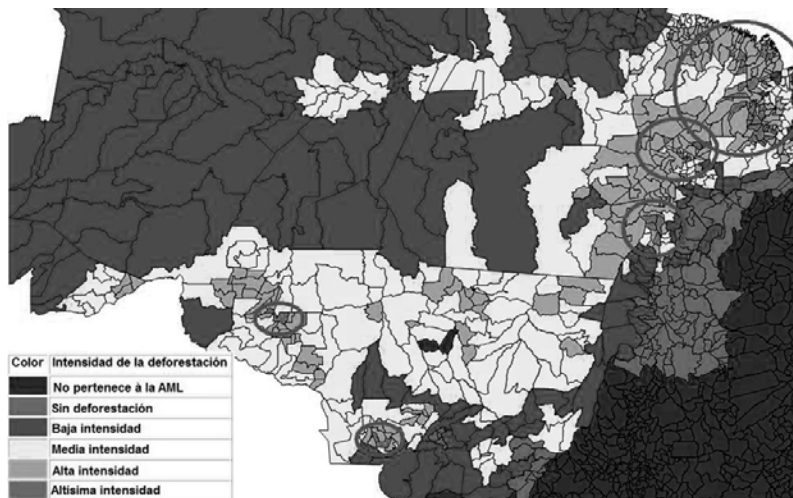 Color Intensidad de la deforestación
No pertenece à la AML
Sin deforestación
Baja intensidad
Media intensidad
Alta intensidad
Altísima intensidad